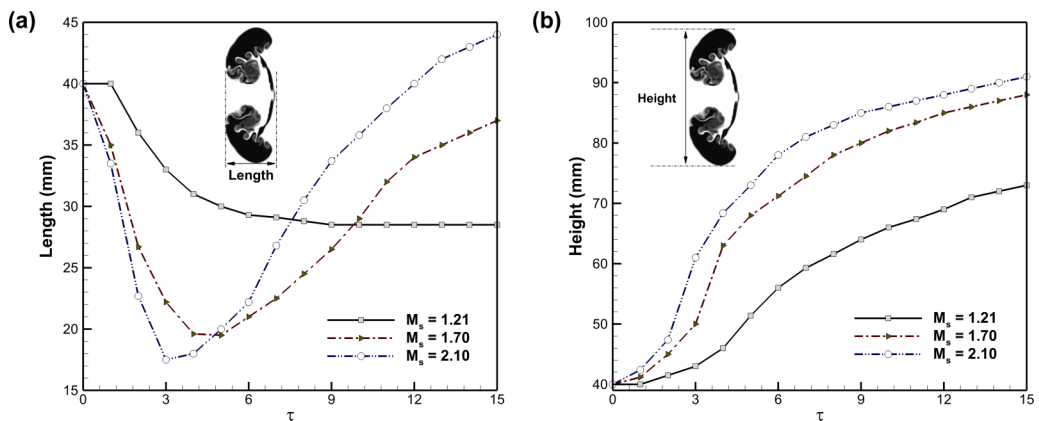 (a)
45
40
35
30
25
20
15
Length (mm)
0
3
6
9
12
15
τ
Length
M_s = 1.21
M_s = 1.70
M_s = 2.10
(b)
100
90
80
70
60
50
40
Height (mm)
0
3
6
9
12
15
τ
Height
M_s = 1.21
M_s = 1.70
M_s = 2.10